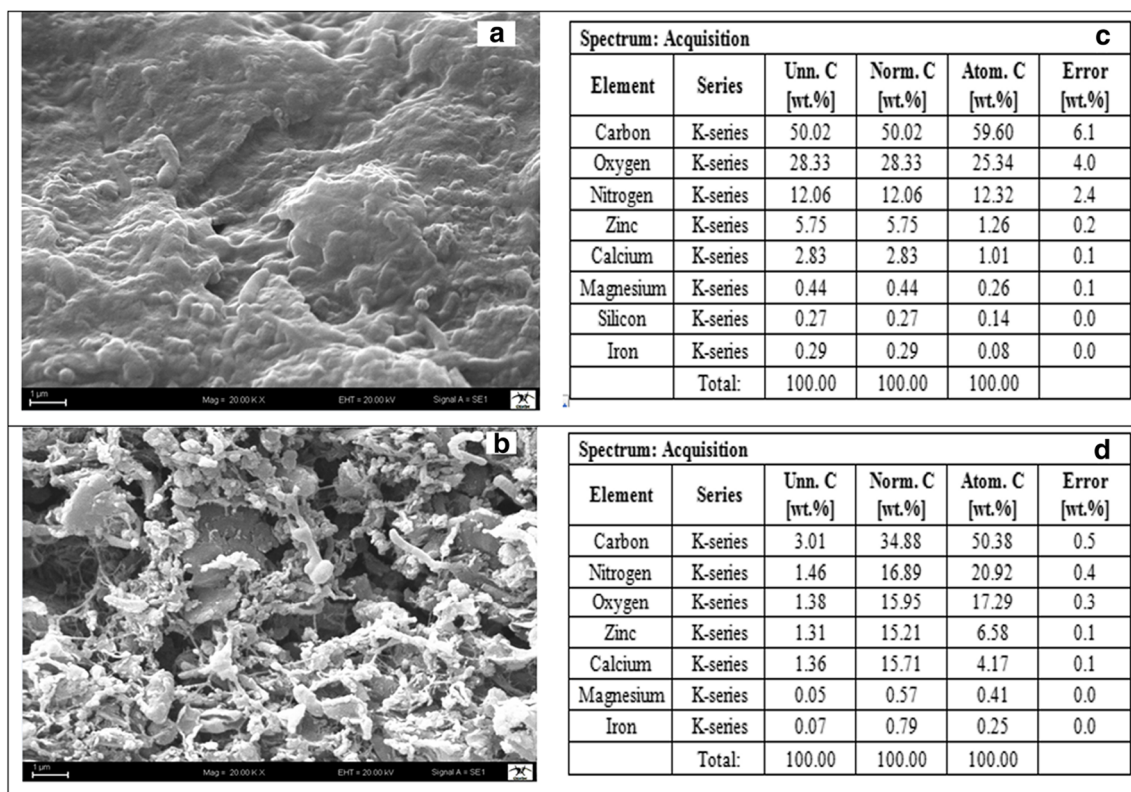 a
1 µm
Mag = 20.00 K X
EHT = 20.00 kV
Signal A = SE1
c
Spectrum: Acquisition
Element Series Unn. C [wt.%] Norm. C [wt.%] Atom. C [wt.%] Error [wt.%]
Carbon K-series 50.02 50.02 59.60 6.1
Oxygen K-series 28.33 28.33 25.34 4.0
Nitrogen K-series 12.06 12.06 12.32 2.4
Zinc K-series 5.75 5.75 1.26 0.2
Calcium K-series 2.83 2.83 1.01 0.1
Magnesium K-series 0.44 0.44 0.26 0.1
Silicon K-series 0.27 0.27 0.14 0.0
Iron K-series 0.29 0.29 0.08 0.0
Total: 100.00 100.00 100.00
b
1 µm
Mag = 20.00 K X
EHT = 20.00 kV
Signal A = SE1
d
Spectrum: Acquisition
Element Series Unn. C [wt.%] Norm. C [wt.%] Atom. C [wt.%] Error [wt.%]
Carbon K-series 3.01 34.88 50.38 0.5
Nitrogen K-series 1.46 16.89 20.92 0.4
Oxygen K-series 1.38 15.95 17.29 0.3
Zinc K-series 1.31 15.21 6.58 0.1
Calcium K-series 1.36 15.71 4.17 0.1
Magnesium K-series 0.05 0.57 0.41 0.0
Iron K-series 0.07 0.79 0.25 0.0
Total: 100.00 100.00 100.00